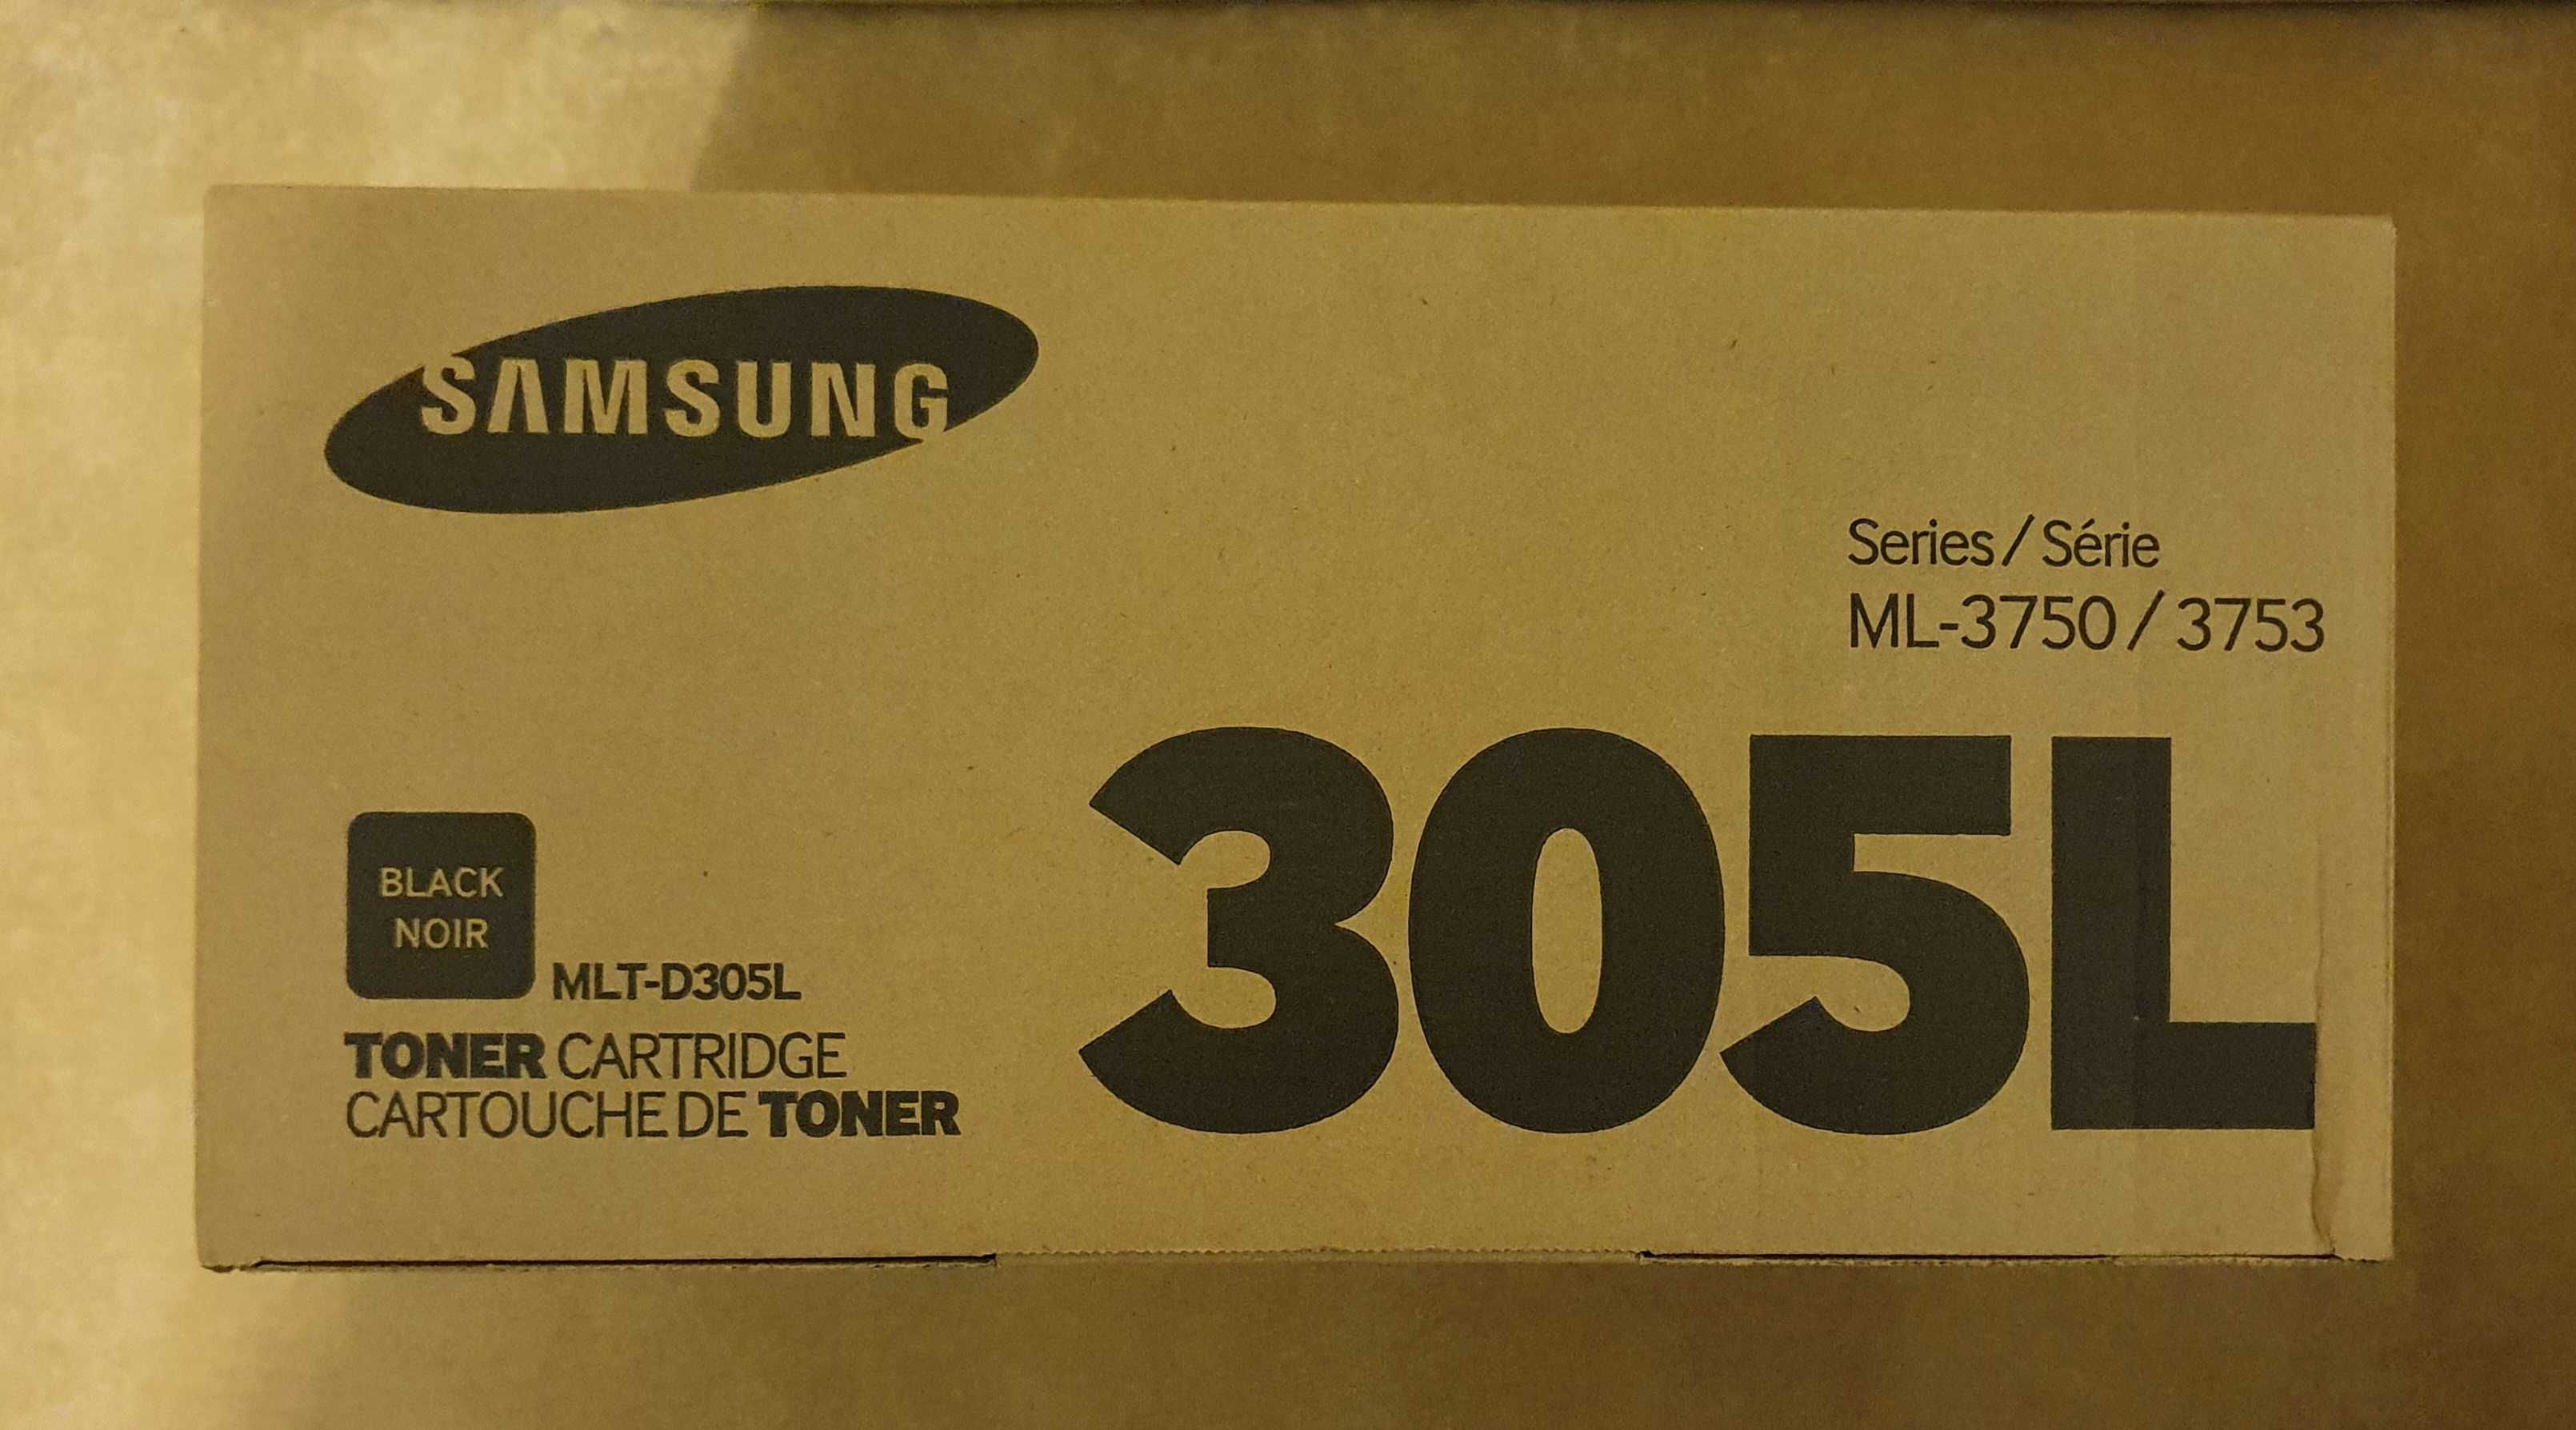 SAMSUNG
Series / Série
ML-3750 / 3753
305L
BLACK
NOIR
MLT-D305L
TONER CARTRIDGE
CARTOUCHE DE TONER